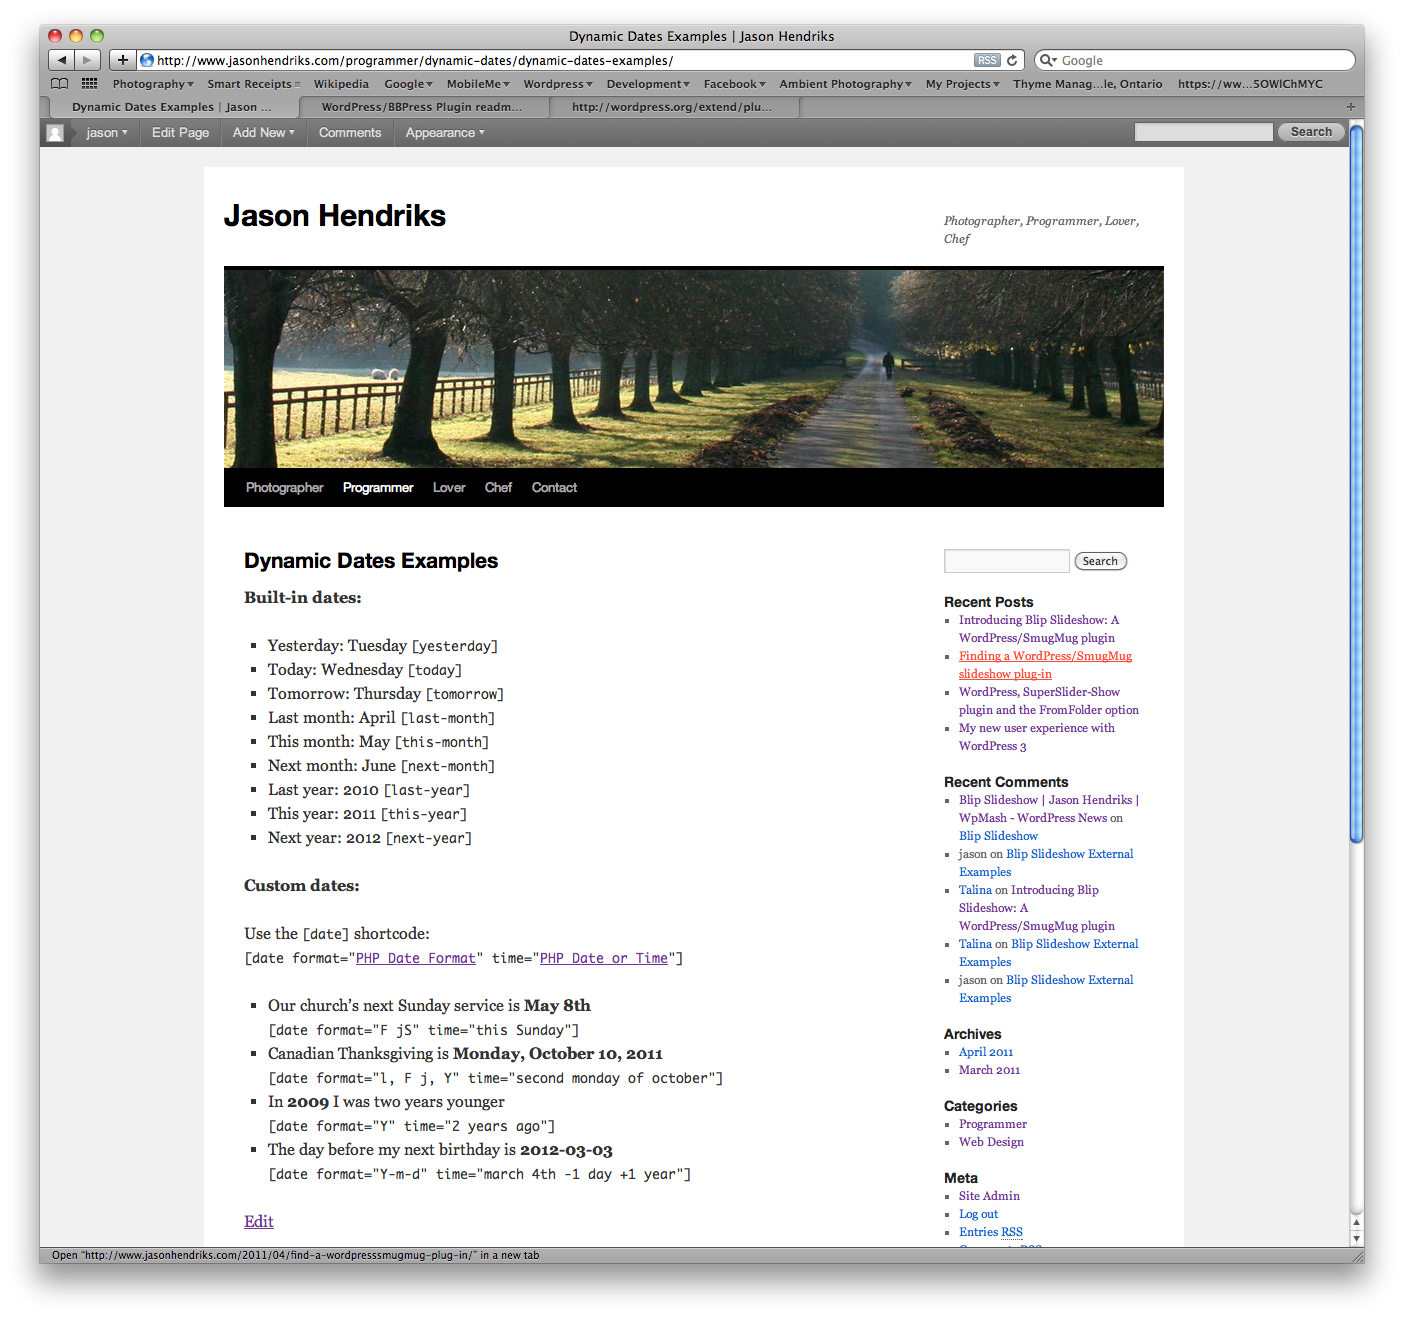 Dynamic Dates Examples | Jason Hendriks
http://www.jasonhendriks.com/programmer/dynamic-dates/dynamic-dates-examples/
RSS
Google
Photography
Smart Receipts
Wikipedia
Google
MobileMe
Wordpress
Development
Facebook
Ambient Photography
My Projects
Thyme Manag...le, Ontario
https://ww...5OWlChMYC
Dynamic Dates Examples | Jason ...
WordPress/BBPress Plugin readm...
http://wordpress.org/extend/plu...
jason
Edit Page
Add New
Comments
Appearance
Search
Jason Hendriks
Photographer, Programmer, Lover,
Chef
Photographer
Programmer
Lover
Chef
Contact
Dynamic Dates Examples
Built-in dates:
Yesterday: Tuesday [yesterday]
Today: Wednesday [today]
Tomorrow: Thursday [tomorrow]
Last month: April [last-month]
This month: May [this-month]
Next month: June [next-month]
Last year: 2010 [last-year]
This year: 2011 [this-year]
Next year: 2012 [next-year]
Custom dates:
Use the [date] shortcode:
[date format="PHP Date Format" time="PHP Date or Time"]
Our church's next Sunday service is May 8th
[date format="F jS" time="this Sunday"]
Canadian Thanksgiving is Monday, October 10, 2011
[date format="l, F j, Y" time="second monday of october"]
In 2009 I was two years younger
[date format="Y" time="2 years ago"]
The day before my next birthday is 2012-03-03
[date format="Y-m-d" time="march 4th -1 day +1 year"]
Edit
Search
Recent Posts
Introducing Blip Slideshow: A
WordPress/SmugMug plugin
Finding a WordPress/SmugMug
slideshow plug-in
WordPress, SuperSlider-Show
plugin and the FromFolder option
My new user experience with
WordPress 3
Recent Comments
Blip Slideshow | Jason Hendriks |
WpMash - WordPress News on
Blip Slideshow
jason on Blip Slideshow External
Examples
Talina on Introducing Blip
Slideshow: A
WordPress/SmugMug plugin
Talina on Blip Slideshow External
Examples
jason on Blip Slideshow External
Examples
Archives
April 2011
March 2011
Categories
Programmer
Web Design
Meta
Site Admin
Log out
Entries RSS
Open "http://www.jasonhendriks.com/2011/04/find-a-wordpresssmugmug-plug-in/" in a new tab